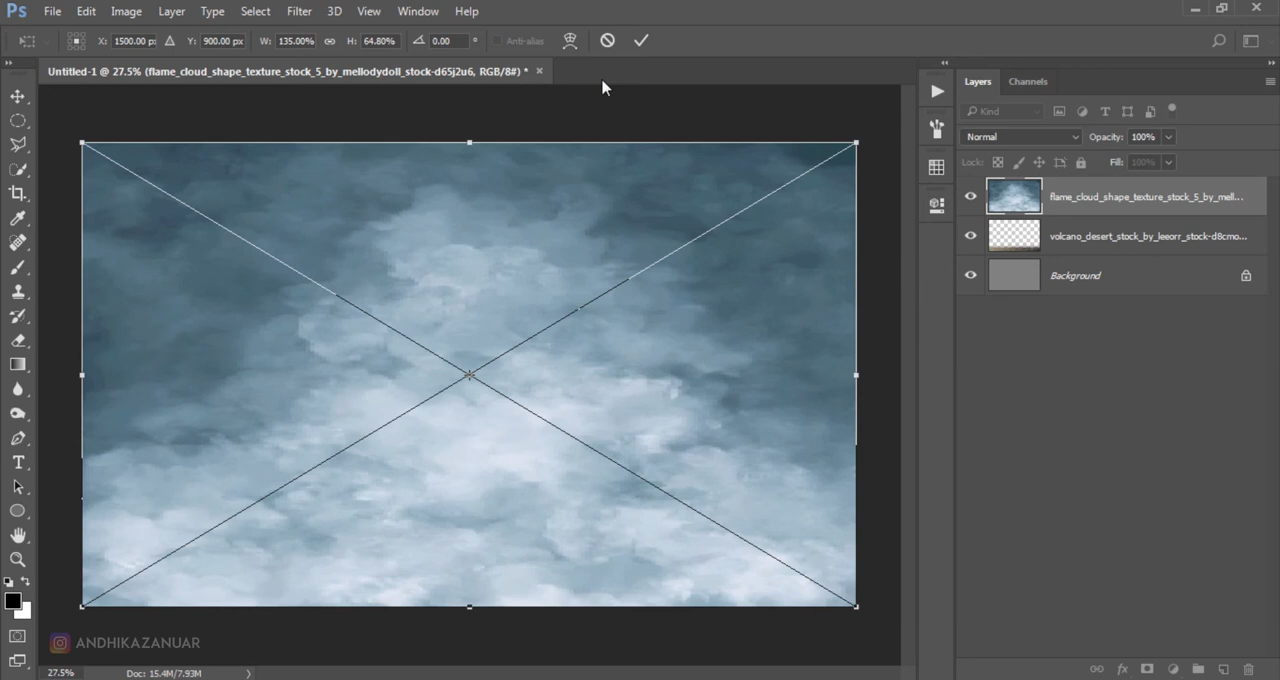 Ps File Edit Image Layer Type Select Filter 3D View Window Help
X: 1500.00 p Y: 900.00 px W: 135.00% H: 64.80% 0.00 ° Anti-alias
Untitled-1 @ 27.5% (flame_cloud_shape_texture_stock_5_by_mellodydoll_stock-d65j2u6, RGB/8#) * ×
Layers Channels
Kind
Normal Opacity: 100%
Lock: Fill: 100%
flame_cloud_shape_texture_stock_5_by_mell...
volcano_desert_stock_by_leeorr_stock-d8cmo...
Background
ANDHIKAZANUAR
27.5% Doc: 15.4M/7.93M